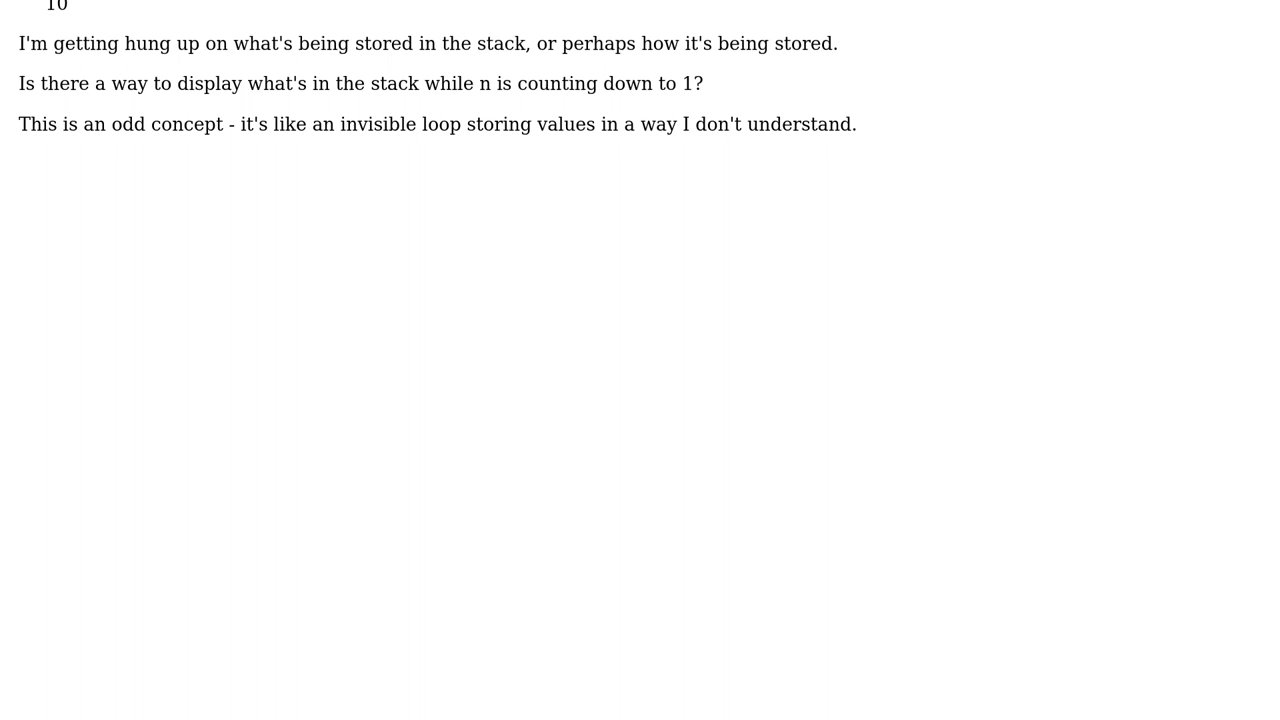 10
I'm getting hung up on what's being stored in the stack, or perhaps how it's being stored.
Is there a way to display what's in the stack while n is counting down to 1?
This is an odd concept - it's like an invisible loop storing values in a way I don't understand.